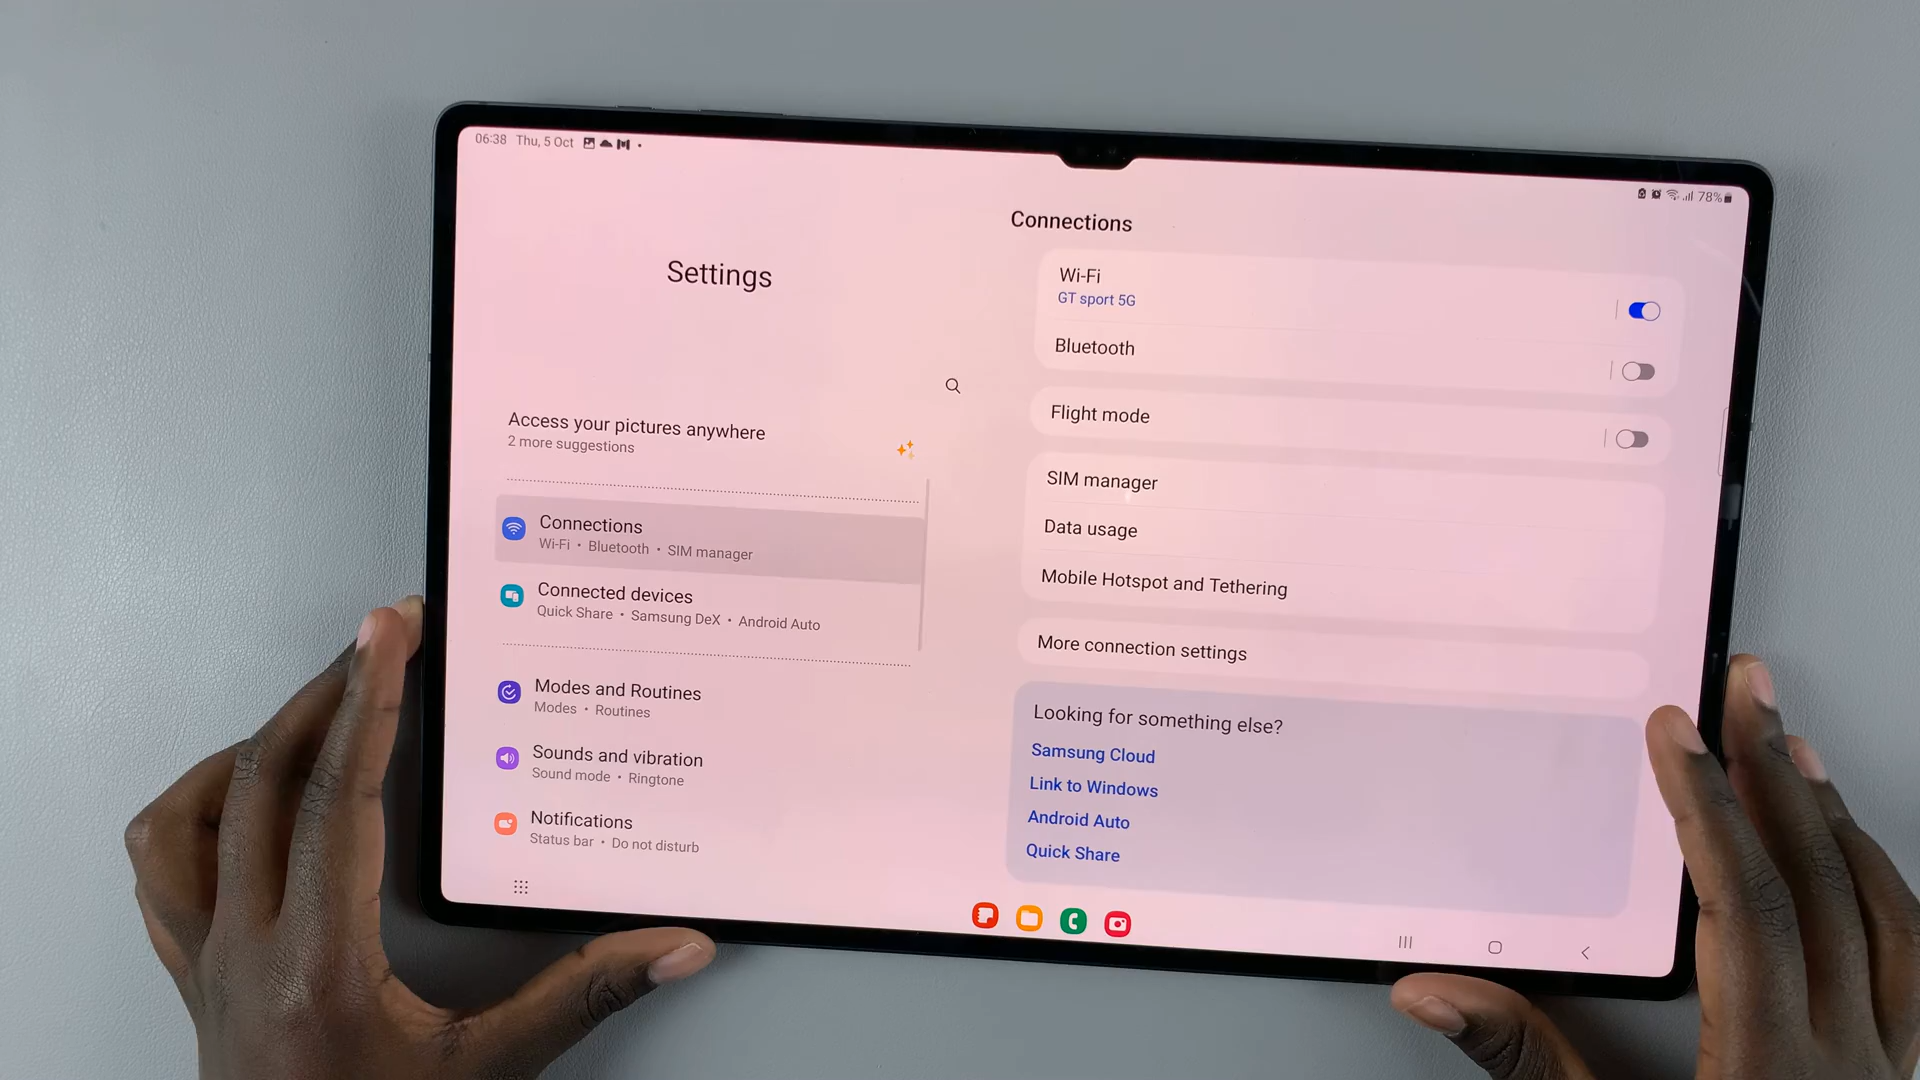 06:38 Thu, 5 Oct
78%
Settings
Access your pictures anywhere
2 more suggestions
Connections
Wi-Fi • Bluetooth • SIM manager
Connected devices
Quick Share • Samsung DeX • Android Auto
Modes and Routines
Modes • Routines
Sounds and vibration
Sound mode • Ringtone
Notifications
Status bar • Do not disturb
Connections
Wi-Fi
GT sport 5G
Bluetooth
Flight mode
SIM manager
Data usage
Mobile Hotspot and Tethering
More connection settings
Looking for something else?
Samsung Cloud
Link to Windows
Android Auto
Quick Share